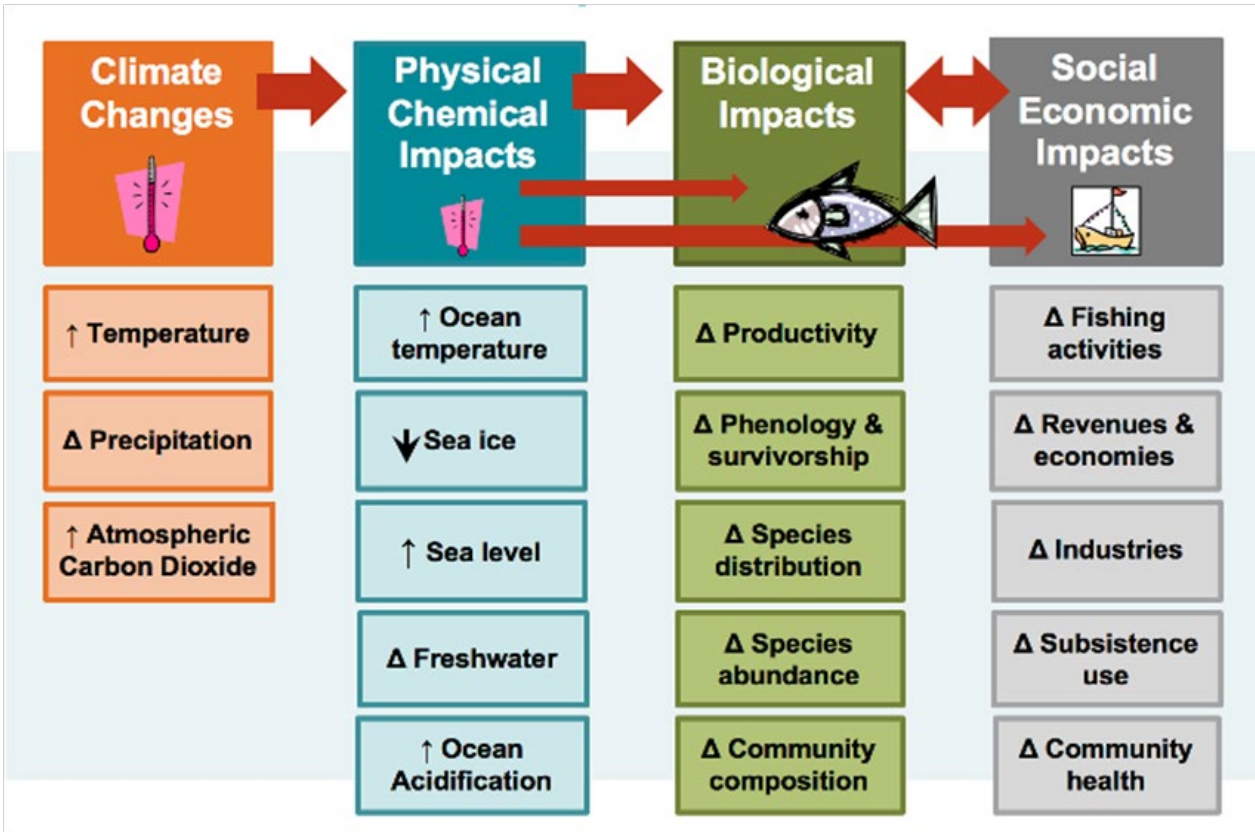 Climate
Changes
↑ Temperature
Δ Precipitation
↑ Atmospheric
Carbon Dioxide
Physical
Chemical
Impacts
↑ Ocean
temperature
↓ Sea ice
↑ Sea level
Δ Freshwater
↑ Ocean
Acidification
Biological
Impacts
Δ Productivity
Δ Phenology &
survivorship
Δ Species
distribution
Δ Species
abundance
Δ Community
composition
Social
Economic
Impacts
Δ Fishing
activities
Δ Revenues &
economies
Δ Industries
Δ Subsistence
use
Δ Community
health